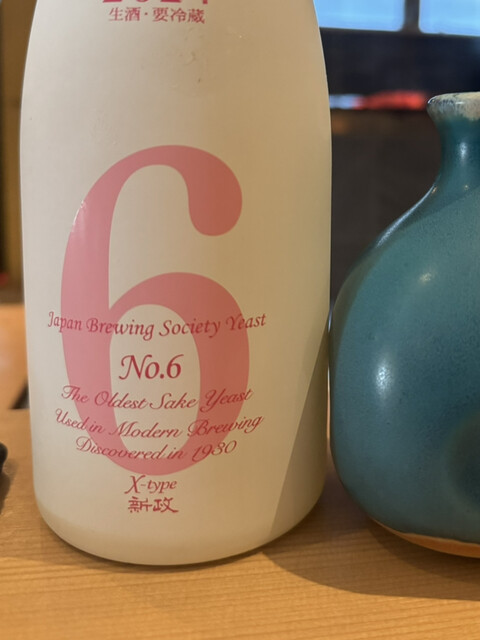 生酒・要冷蔵
6
Japan Brewing Society Yeast
No.6
The Oldest Sake Yeast
Used in Modern Brewing
Discovered in 1930
X-type
新政